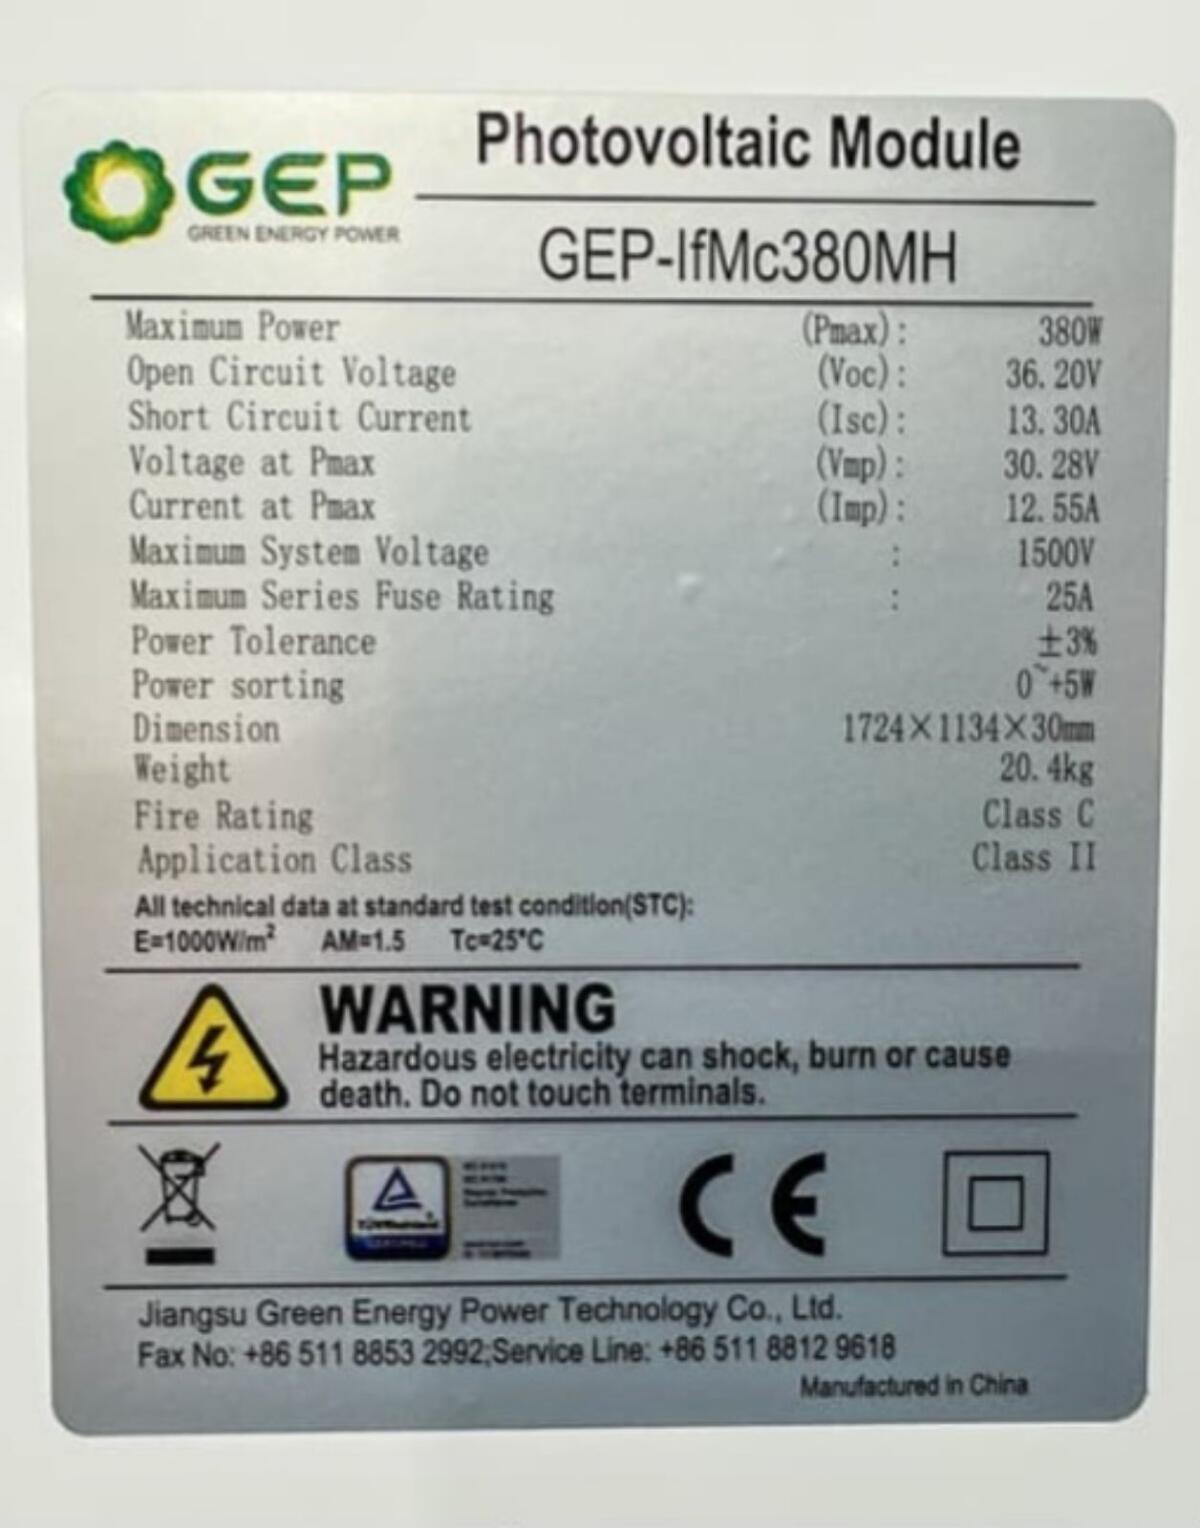 GEP
GREEN ENERGY POWER
Photovoltaic Module
GEP-IfMc380MH
Maximum Power (Pmax): 380W
Open Circuit Voltage (Voc): 36.20V
Short Circuit Current (Isc): 13.30A
Voltage at Pmax (Vmp): 30.28V
Current at Pmax (Imp): 12.55A
Maximum System Voltage : 1500V
Maximum Series Fuse Rating : 25A
Power Tolerance ±3%
Power sorting 0~+5W
Dimension 1724×1134×30mm
Weight 20.4kg
Fire Rating Class C
Application Class Class II
All technical data at standard test condition(STC):
E=1000W/m² AM=1.5 Tc=25°C
WARNING
Hazardous electricity can shock, burn or cause
death. Do not touch terminals.
TÜVRheinland
CERTIFIED
CE
Jiangsu Green Energy Power Technology Co., Ltd.
Fax No: +86 511 8853 2992;Service Line: +86 511 8812 9618
Manufactured in China